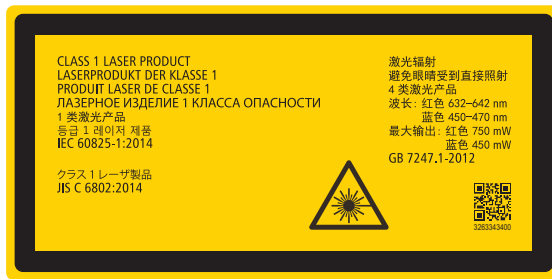 CLASS 1 LASER PRODUCT
LASERPRODUKT DER KLASSE 1
PRODUIT LASER DE CLASSE 1
ЛАЗЕРНОЕ ИЗДЕЛИЕ 1 КЛАССА ОПАСНОСТИ
1 类激光产品
등급 1 레이저 제품
IEC 60825-1:2014
クラス 1 レーザ製品
JIS C 6802:2014
激光辐射
避免眼睛受到直接照射
4 类激光产品
波长: 红色 632–642 nm
蓝色 450–470 nm
最大输出: 红色 750 mW
蓝色 450 mW
GB 7247.1-2012
3263343400